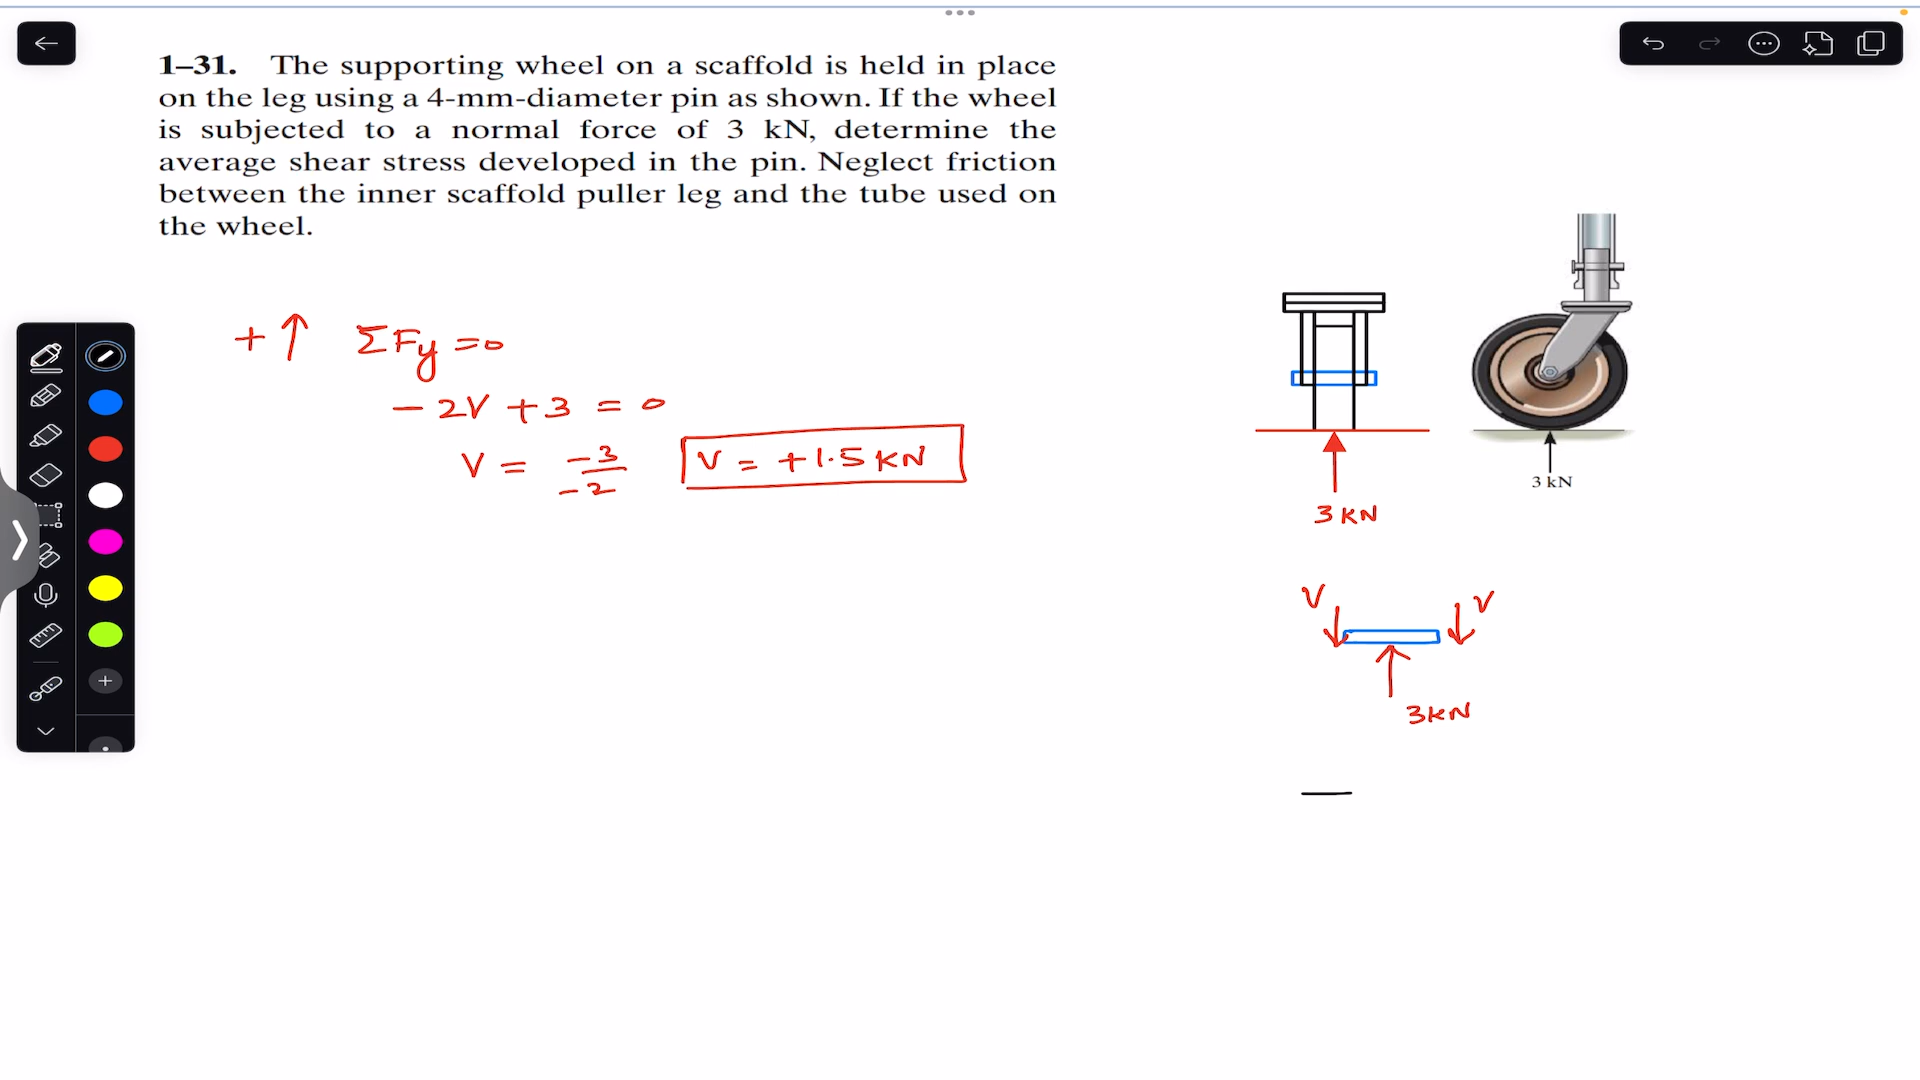 1–31. The supporting wheel on a scaffold is held in place
on the leg using a 4-mm-diameter pin as shown. If the wheel
is subjected to a normal force of 3 kN, determine the
average shear stress developed in the pin. Neglect friction
between the inner scaffold puller leg and the tube used on
the wheel.
+↑ ΣFy =0
-2V +3 = 0
V = -3/-2
V = +1.5 KN
3 KN
3 kN
V
V
3KN